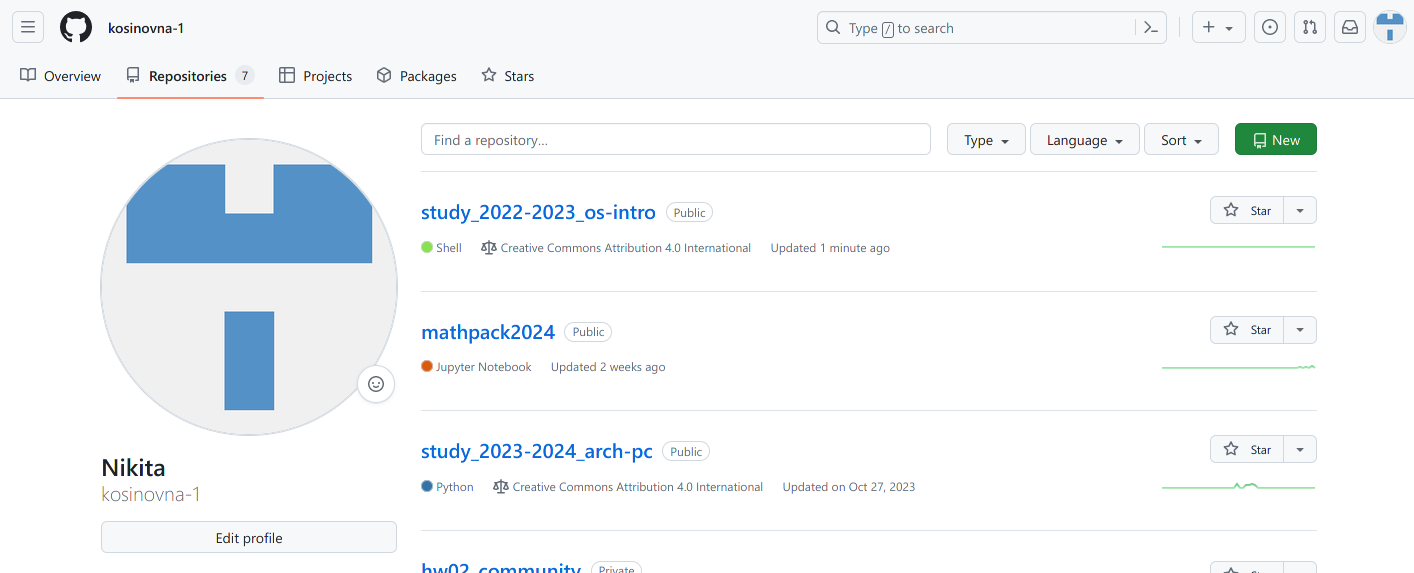 kosinovna-1
Type / to search
Overview
Repositories 7
Projects
Packages
Stars
Find a repository...
Type
Language
Sort
New
study_2022-2023_os-intro Public
Star
Shell Creative Commons Attribution 4.0 International Updated 1 minute ago
mathpack2024 Public
Star
Jupyter Notebook Updated 2 weeks ago
study_2023-2024_arch-pc Public
Star
Python Creative Commons Attribution 4.0 International Updated on Oct 27, 2023
hw02_community Private
Star
Nikita
kosinovna-1
Edit profile